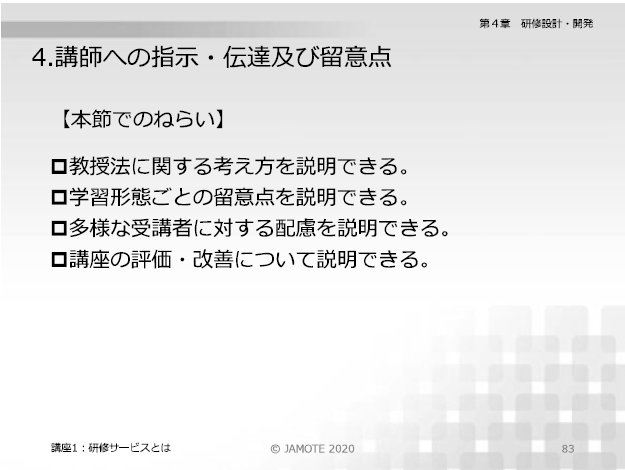 第4章　研修設計・開発
4.講師への指示・伝達及び留意点
【本節でのねらい】
教授法に関する考え方を説明できる。
学習形態ごとの留意点を説明できる。
多様な受講者に対する配慮を説明できる。
講座の評価・改善について説明できる。
講座1：研修サービスとは
© JAMOTE 2020
83